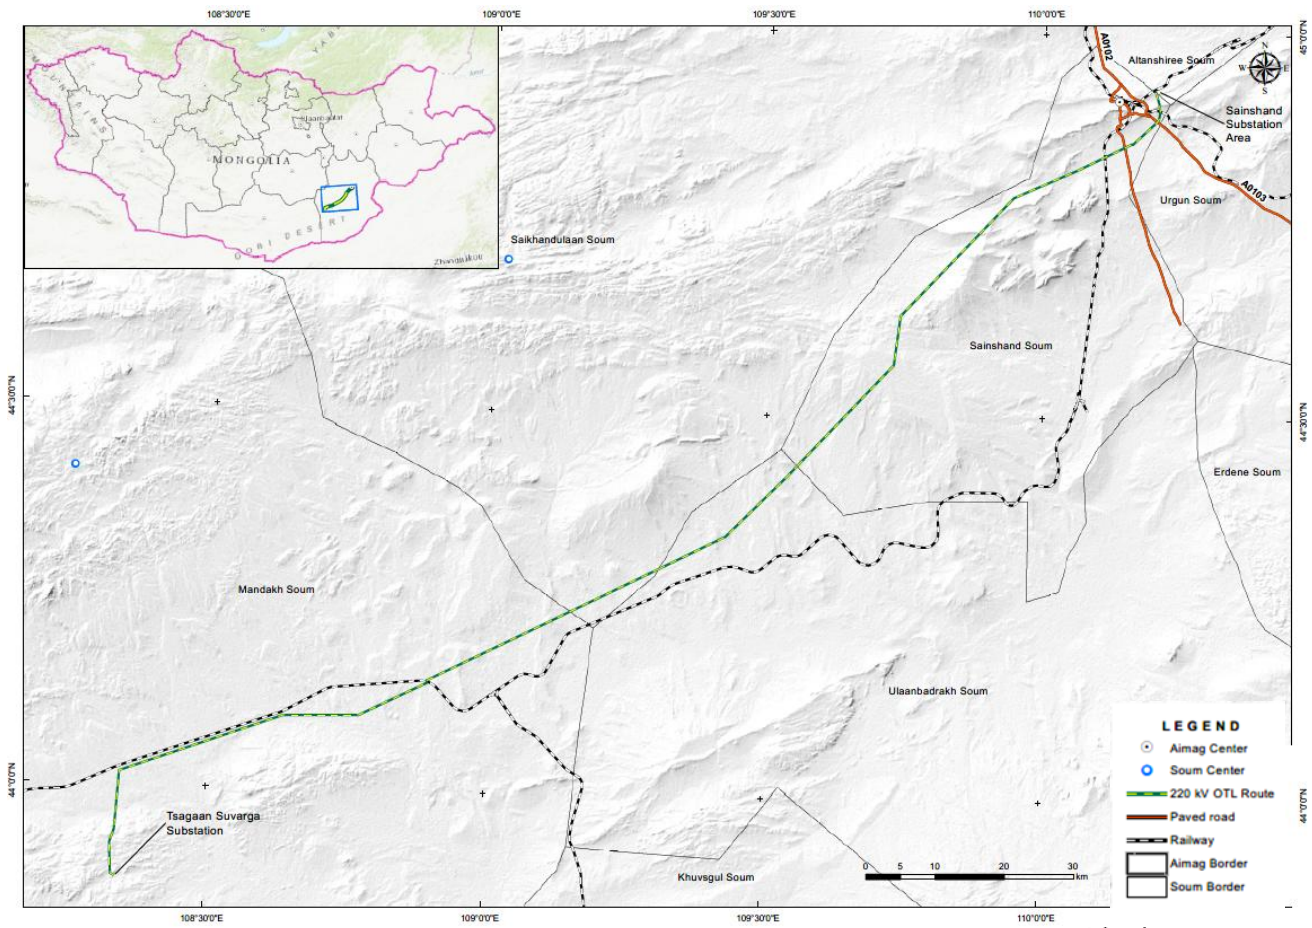 108°30'0"E
109°0'0"E
109°30'0"E
110°0'0"E
45°0'0"N
A0102
Altanshiree Soum
N
W
E
S
Sainshand
Substation
Area
MONGOLIA
GOBI DESERT
Urgun Soum
A0103
Saikhandulaan Soum
Sainshand Soum
44°30'0"N
44°30'0"N
Erdene Soum
Mandakh Soum
Ulaanbadrakh Soum
44°0'0"N
44°0'0"N
Tsagaan Suvarga
Substation
Khuvsgul Soum
0 5 10 20 30
km
LEGEND
Aimag Center
Soum Center
220 kV OTL Route
Paved road
Railway
Aimag Border
Soum Border
108°30'0"E
109°0'0"E
109°30'0"E
110°0'0"E